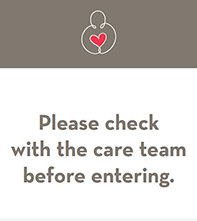 Please check
with the care team
before entering.